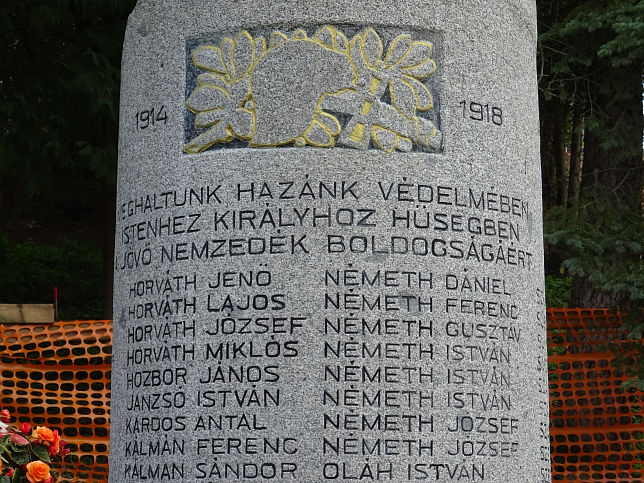 1914 1918
EGHALTUNK HAZÁNK VÉDELMÉBEN
ISTENHEZ KIRÁLYHOZ HŰSEGBEN
JÖVŐ NEMZEDÉK BOLDOGSÁGÁÉRT
HORVÁTH JENŐ NÉMETH DÁNIEL
HORVÁTH LAJOS NÉMETH FERENC
HORVÁTH JÓZSEF NÉMETH GUSZTÁV
HORVÁTH MIKLÓS NÉMETH ISTVÁN
HOZBOR JÁNOS NÉMETH ISTVÁN
JANZSÓ ISTVÁN NÉMETH ISTVÁN
KARDOS ANTAL NÉMETH JÓZSEF
KÁLMÁN FERENC NÉMETH JÓZSEF
KÁLMÁN SÁNDOR OLÁH ISTVÁN